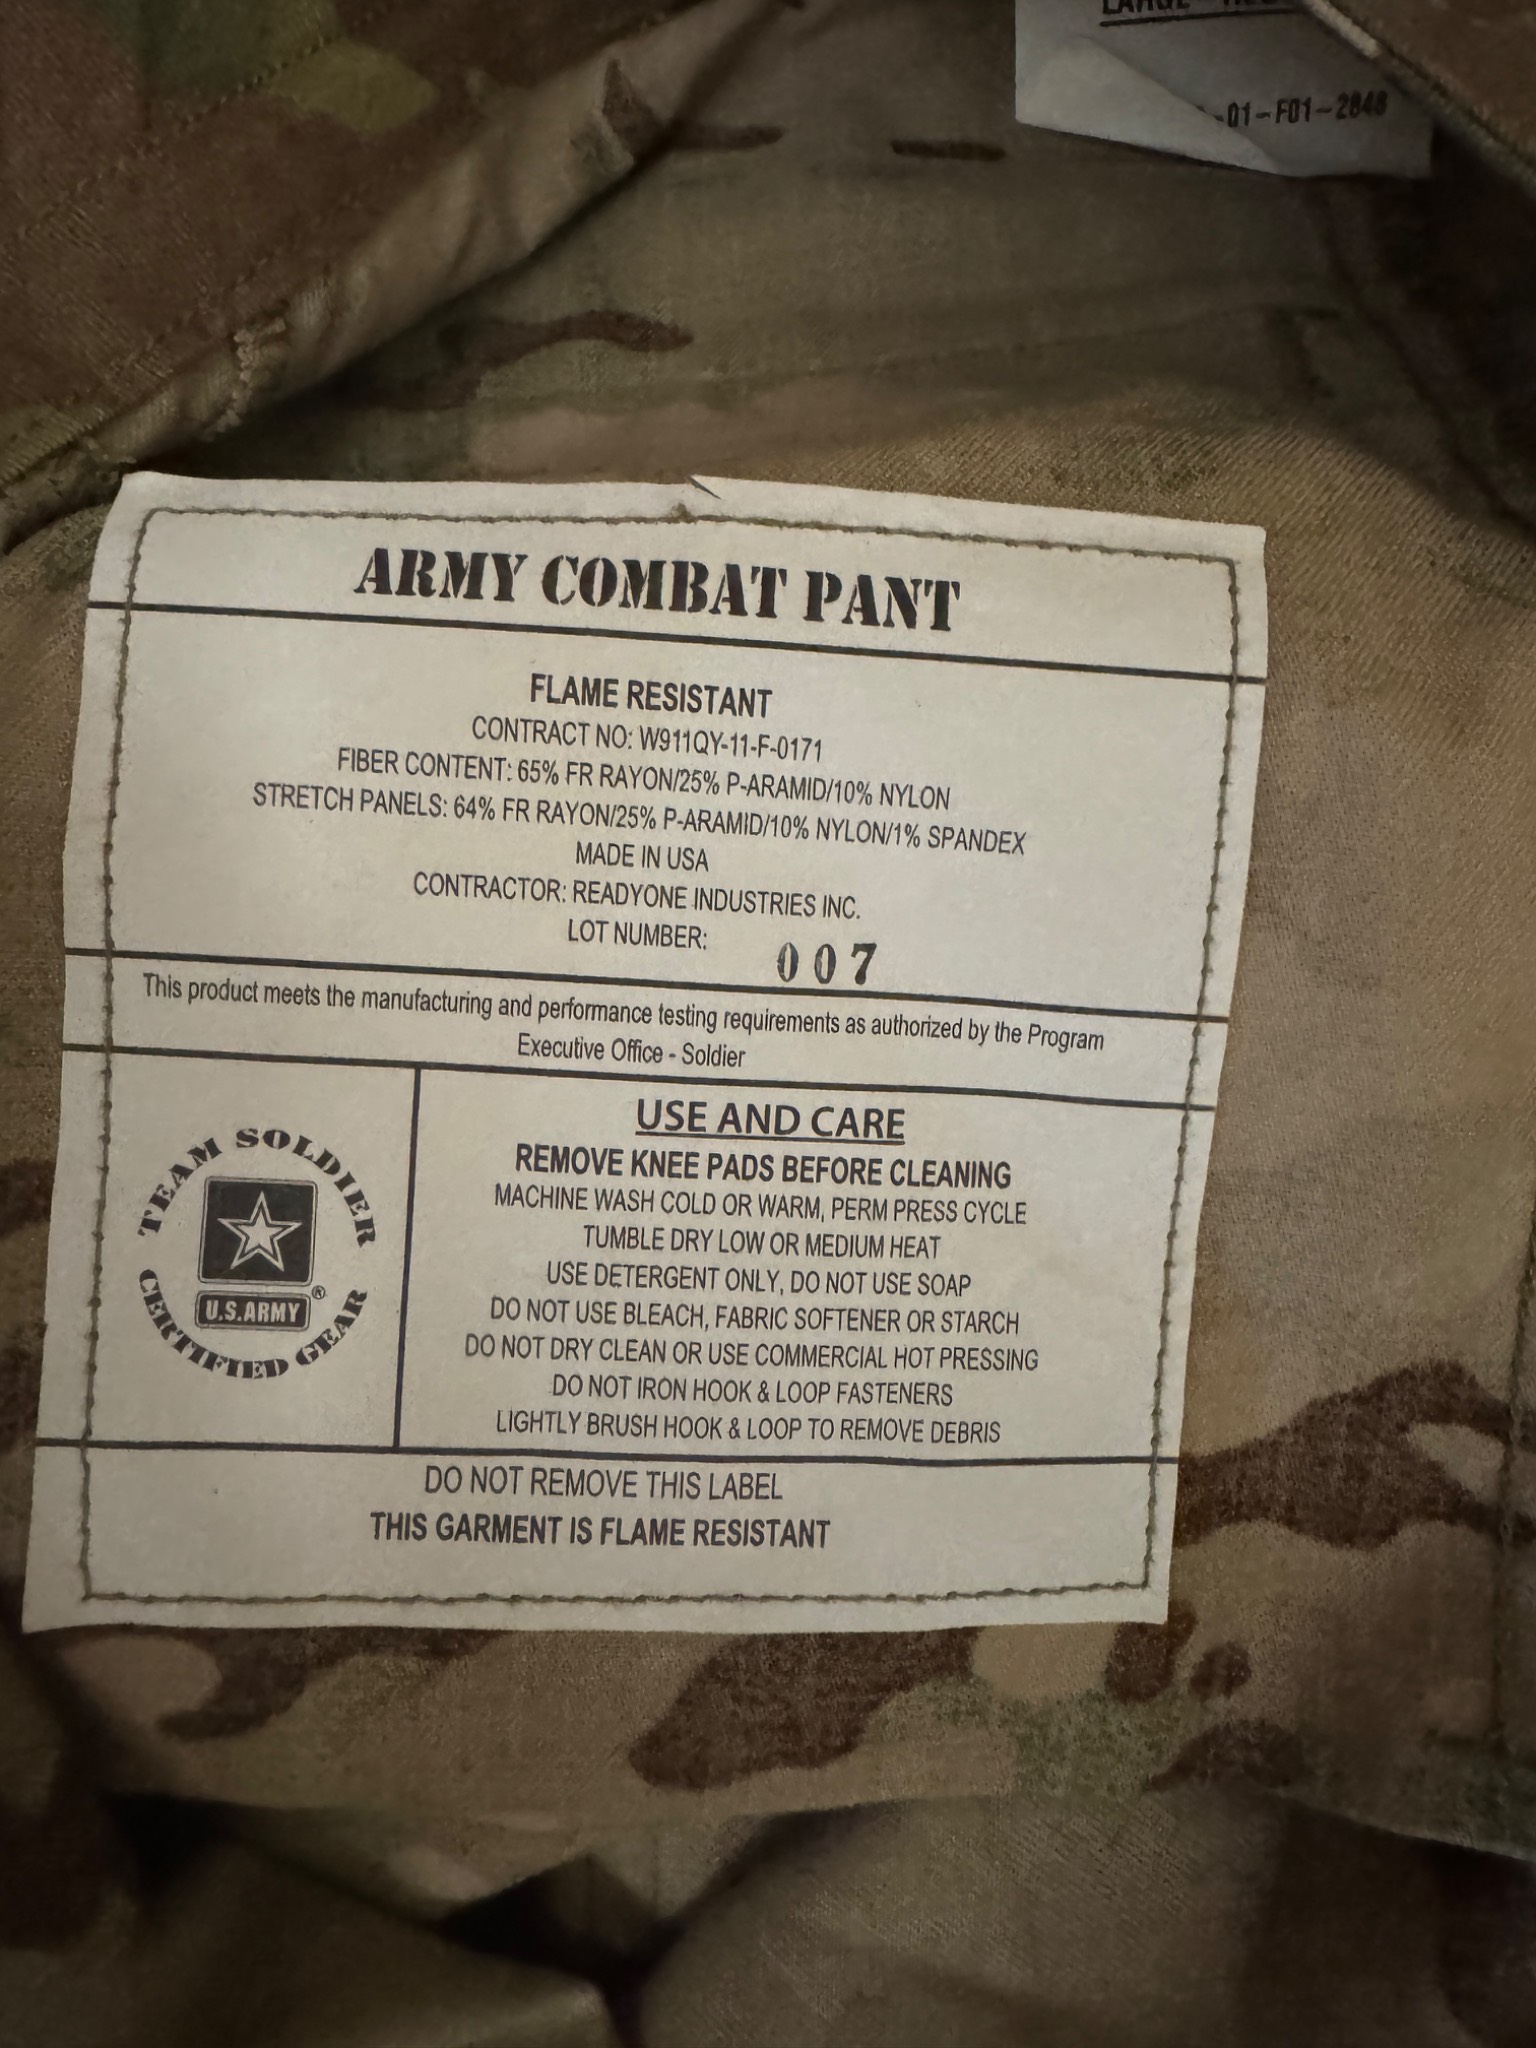 LARGE
-01-F01-2848
ARMY COMBAT PANT
FLAME RESISTANT
CONTRACT NO: W911QY-11-F-0171
FIBER CONTENT: 65% FR RAYON/25% P-ARAMID/10% NYLON
STRETCH PANELS: 64% FR RAYON/25% P-ARAMID/10% NYLON/1% SPANDEX
MADE IN USA
CONTRACTOR: READYONE INDUSTRIES INC.
LOT NUMBER: 007
This product meets the manufacturing and performance testing requirements as authorized by the Program
Executive Office - Soldier
TEAM SOLDIER
U.S.ARMY ®
CERTIFIED GEAR
USE AND CARE
REMOVE KNEE PADS BEFORE CLEANING
MACHINE WASH COLD OR WARM, PERM PRESS CYCLE
TUMBLE DRY LOW OR MEDIUM HEAT
USE DETERGENT ONLY, DO NOT USE SOAP
DO NOT USE BLEACH, FABRIC SOFTENER OR STARCH
DO NOT DRY CLEAN OR USE COMMERCIAL HOT PRESSING
DO NOT IRON HOOK & LOOP FASTENERS
LIGHTLY BRUSH HOOK & LOOP TO REMOVE DEBRIS
DO NOT REMOVE THIS LABEL
THIS GARMENT IS FLAME RESISTANT